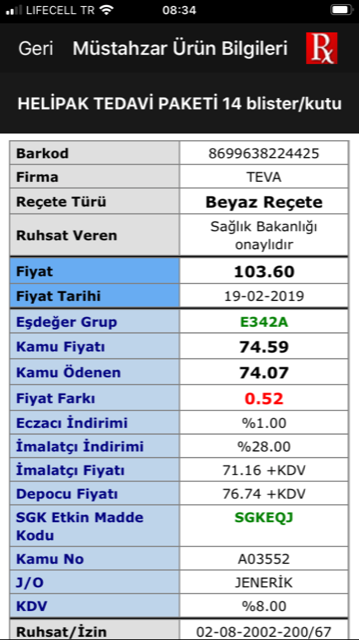 LIFECELL TR 08:34
Geri Müstahzar Ürün Bilgileri Rx
HELİPAK TEDAVİ PAKETİ 14 blister/kutu
Barkod 8699638224425
Firma TEVA
Reçete Türü Beyaz Reçete
Ruhsat Veren Sağlık Bakanlığı
onaylıdır
Fiyat 103.60
Fiyat Tarihi 19-02-2019
Eşdeğer Grup E342A
Kamu Fiyatı 74.59
Kamu Ödenen 74.07
Fiyat Farkı 0.52
Eczacı İndirimi %1.00
İmalatçı İndirimi %28.00
İmalatçı Fiyatı 71.16 +KDV
Depocu Fiyatı 76.74 +KDV
SGK Etkin Madde SGKEQJ
Kodu
Kamu No A03552
J/O JENERİK
KDV %8.00
Ruhsat/İzin 02-08-2002-200/67